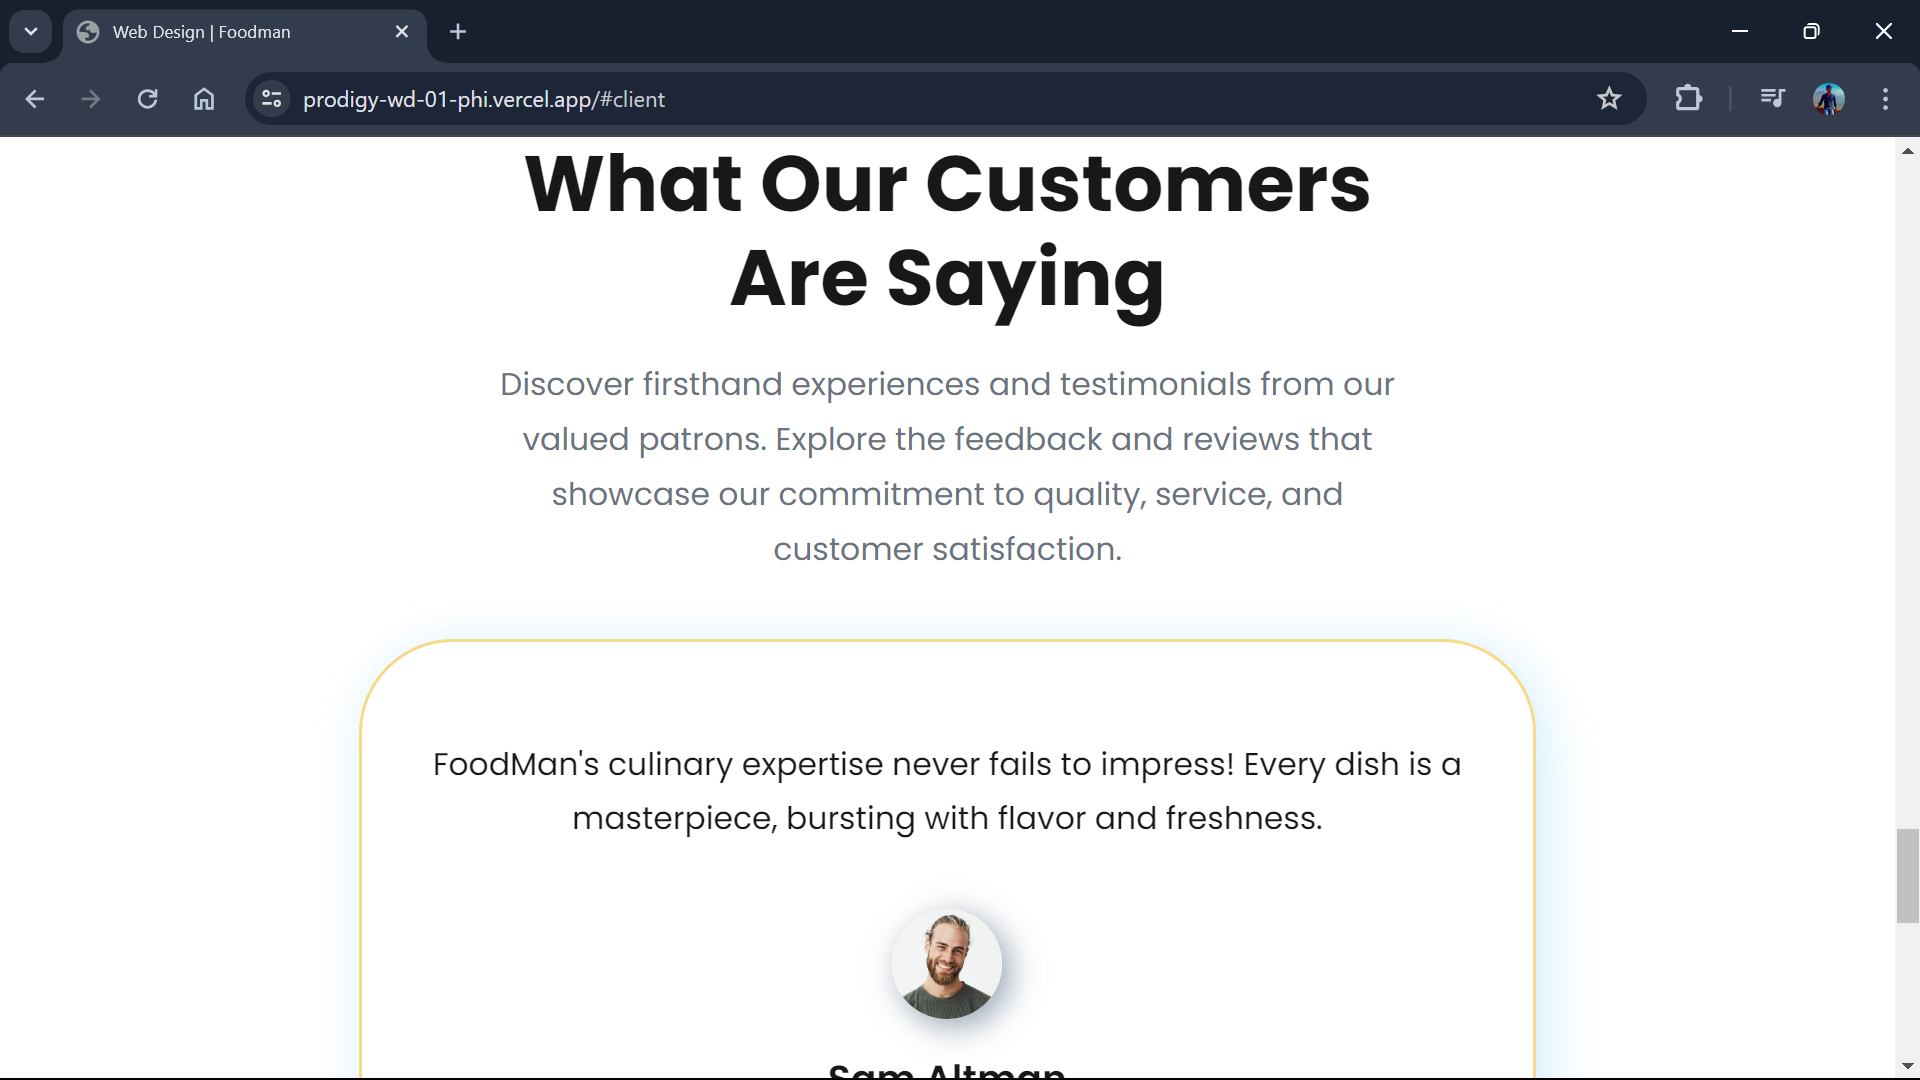 Web Design | Foodman
prodigy-wd-01-phi.vercel.app/#client
What Our Customers
Are Saying
Discover firsthand experiences and testimonials from our
valued patrons. Explore the feedback and reviews that
showcase our commitment to quality, service, and
customer satisfaction.
FoodMan's culinary expertise never fails to impress! Every dish is a
masterpiece, bursting with flavor and freshness.
Sam Altman